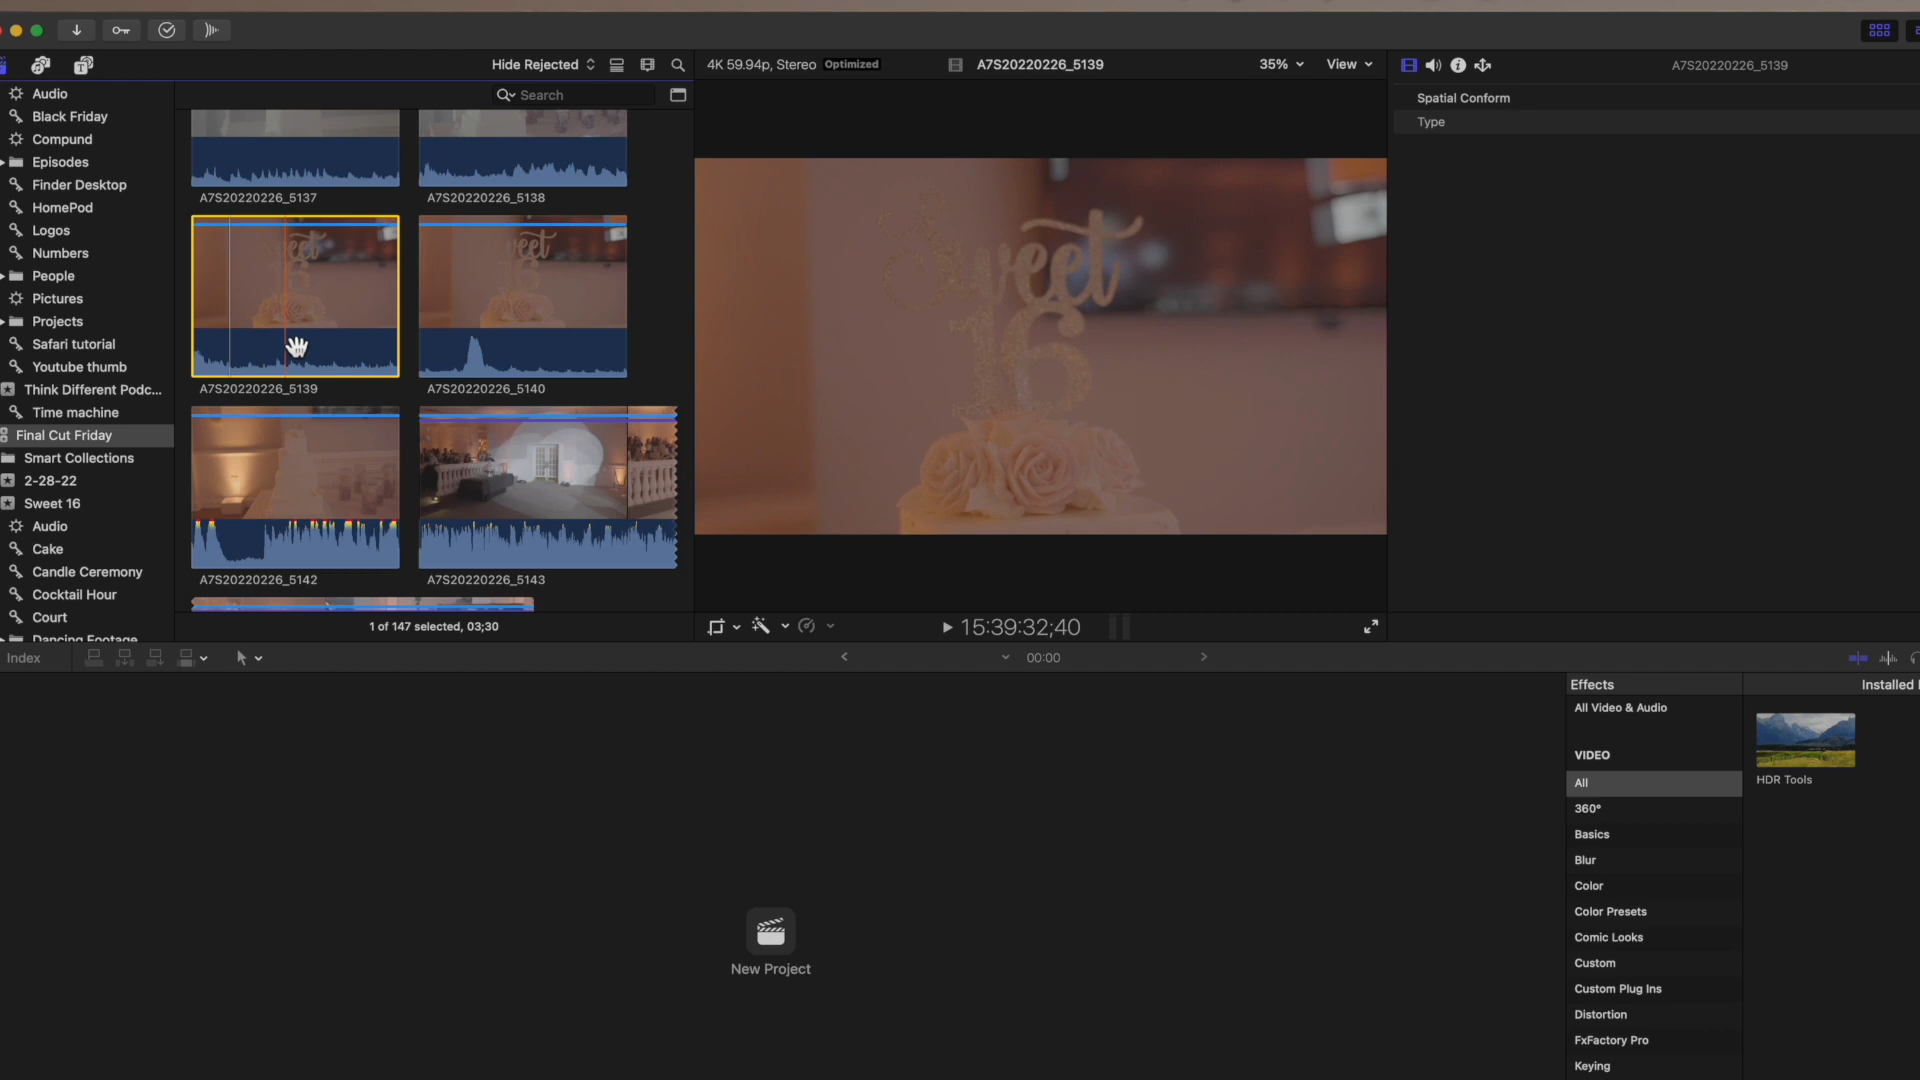 Hide Rejected
4K 59.94p, Stereo Optimized
A7S20220226_5139
35%
View
A7S20220226_5139
Audio
Black Friday
Compund
Episodes
Finder Desktop
HomePod
Logos
Numbers
People
Pictures
Projects
Safari tutorial
Youtube thumb
Think Different Podc...
Time machine
Final Cut Friday
Smart Collections
2-28-22
Sweet 16
Audio
Cake
Candle Ceremony
Cocktail Hour
Court
Dancing Footage
Search
A7S20220226_5137
A7S20220226_5138
A7S20220226_5139
A7S20220226_5140
A7S20220226_5142
A7S20220226_5143
1 of 147 selected, 03;30
Sweet
16
15:39:32;40
Spatial Conform
Type
Index
00:00
Effects
Installed
All Video & Audio
VIDEO
All
360°
Basics
Blur
Color
Color Presets
Comic Looks
Custom
Custom Plug Ins
Distortion
FxFactory Pro
Keying
HDR Tools
New Project